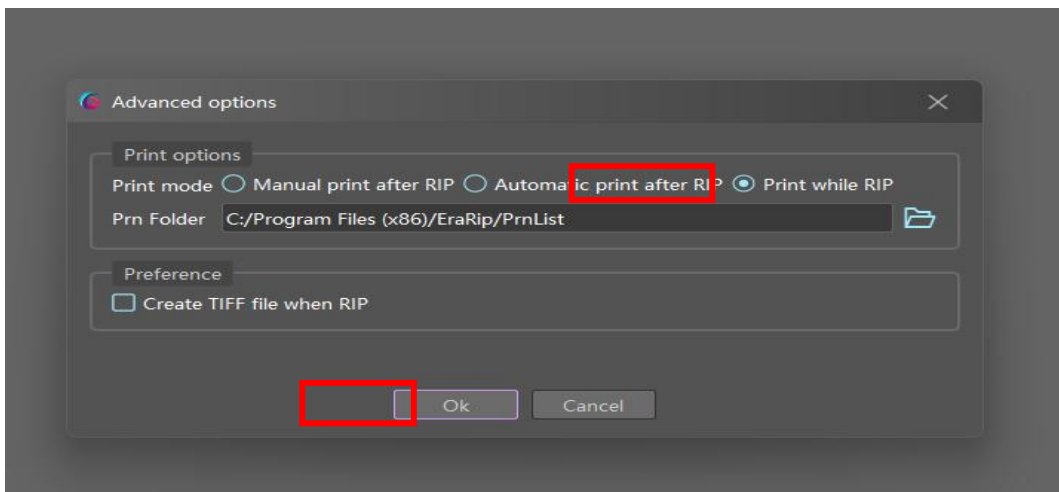 Advanced options
Print options
Print mode Manual print after RIP Automatic print after RIP Print while RIP
Prn Folder C:/Program Files (x86)/EraRip/PrnList
Preference
Create TIFF file when RIP
Ok Cancel